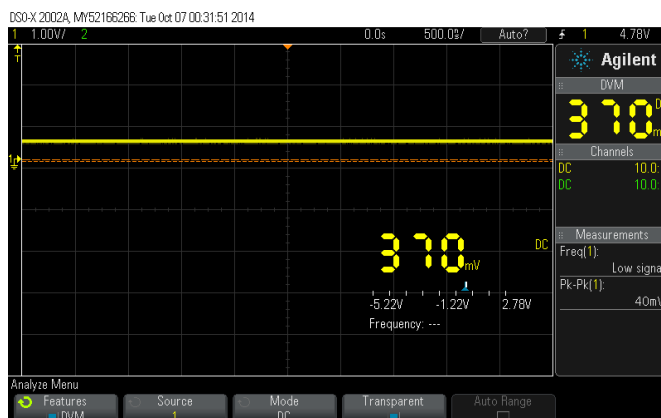 DSO-X 2002A, MY52166266: Tue Oct 07 00:31:51 2014
1 1.00V/ 2 0.0s 500.0%/ Auto? 1 4.78V
T
Agilent
DVM
370
D
m
1
Channels
DC 10.0:
DC 10.0:
370mV DC
-5.22V -1.22V 2.78V
Frequency: ---
Measurements
Freq(1):
Low signa
Pk-Pk(1):
40mV
Analyze Menu
Features Source Mode Transparent Auto Range
DVM 1 DC